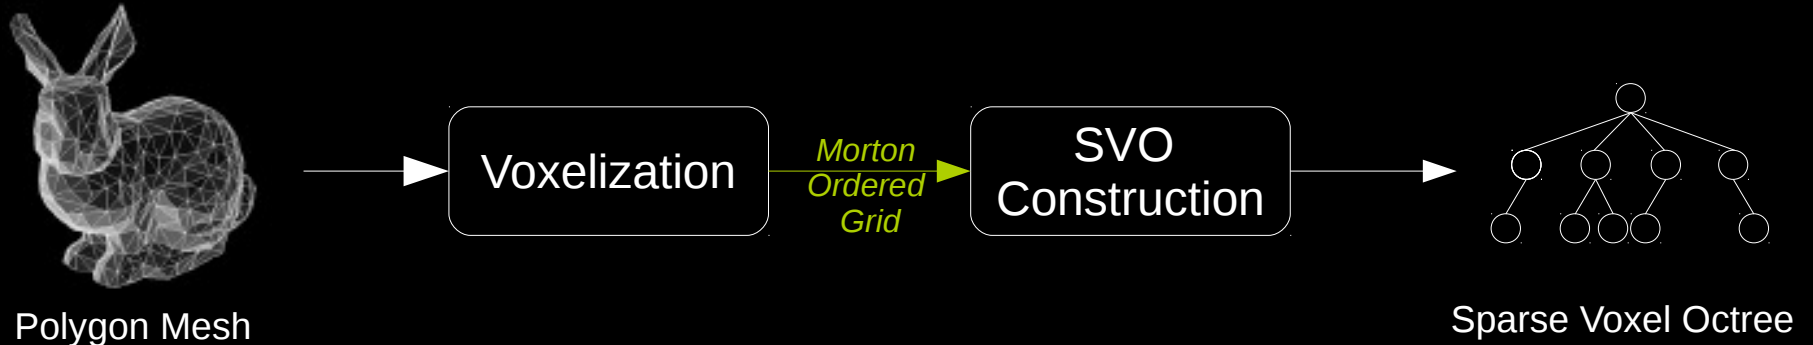 Polygon Mesh
Voxelization
Morton
Ordered
Grid
SVO
Construction
Sparse Voxel Octree